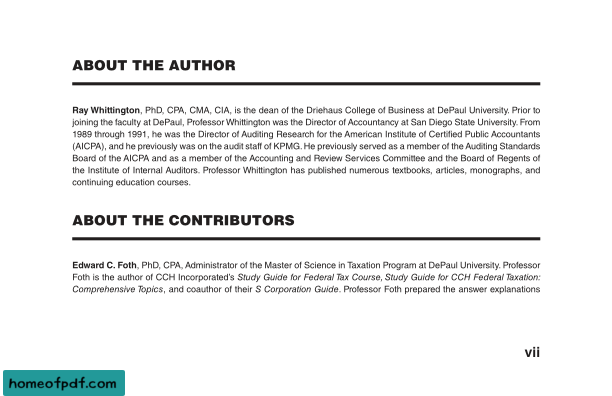 ABOUT THE AUTHOR
Ray Whittington, PhD, CPA, CMA, CIA, is the dean of the Driehaus College of Business at DePaul University. Prior to
joining the faculty at DePaul, Professor Whittington was the Director of Accountancy at San Diego State University. From
1989 through 1991, he was the Director of Auditing Research for the American Institute of Certified Public Accountants
(AICPA), and he previously was on the audit staff of KPMG. He previously served as a member of the Auditing Standards
Board of the AICPA and as a member of the Accounting and Review Services Committee and the Board of Regents of
the Institute of Internal Auditors. Professor Whittington has published numerous textbooks, articles, monographs, and
continuing education courses.
ABOUT THE CONTRIBUTORS
Edward C. Foth, PhD, CPA, Administrator of the Master of Science in Taxation Program at DePaul University. Professor
Foth is the author of CCH Incorporated's Study Guide for Federal Tax Course, Study Guide for CCH Federal Taxation:
Comprehensive Topics, and coauthor of their S Corporation Guide. Professor Foth prepared the answer explanations
vii
homeofpdf.com